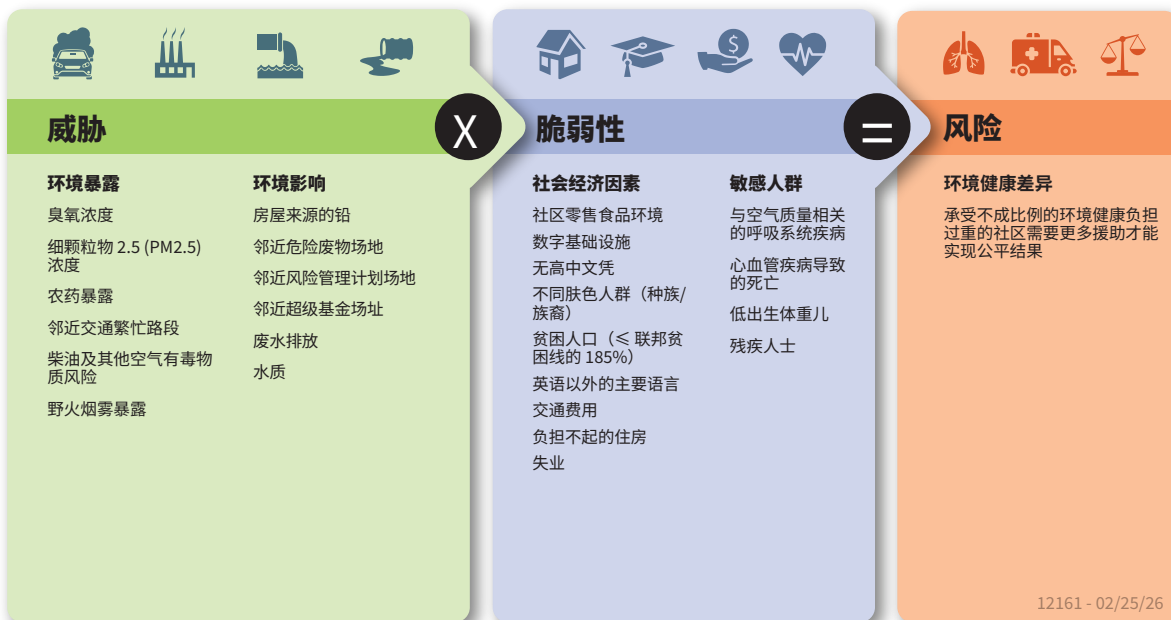 威胁
X
脆弱性
=
风险
环境暴露
臭氧浓度
细颗粒物 2.5 (PM2.5)
浓度
农药暴露
邻近交通繁忙路段
柴油及其他空气有毒物
质风险
野火烟雾暴露
环境影响
房屋来源的铅
邻近危险废物场地
邻近风险管理计划场地
邻近超级基金场址
废水排放
水质
社会经济因素
社区零售食品环境
数字基础设施
无高中文凭
不同肤色人群（种族/
族裔）
贫困人口（≤ 联邦贫
困线的 185%）
英语以外的主要语言
交通费用
负担不起的住房
失业
敏感人群
与空气质量相关
的呼吸系统疾病
心血管疾病导致
的死亡
低出生体重儿
残疾人士
环境健康差异
承受不成比例的环境健康负担
过重的社区需要更多援助才能
实现公平结果
12161 - 02/25/26